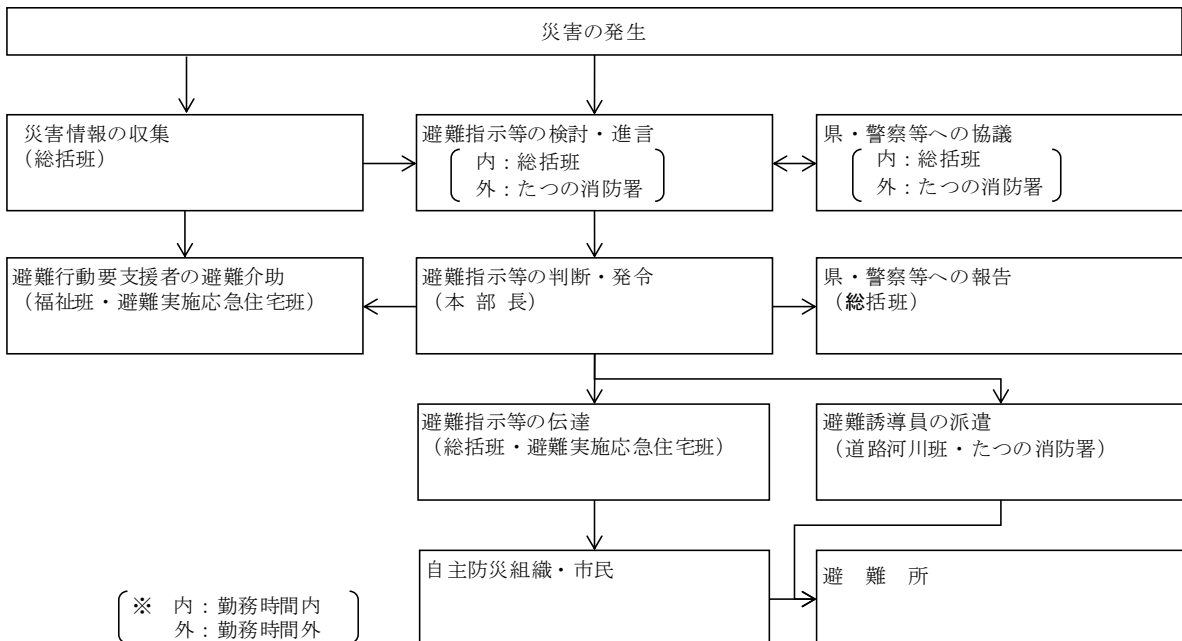 災害の発生
災害情報の収集
（総括班）
避難指示等の検討・進言
内：総括班
外：たつの消防署
県・警察等への協議
内：総括班
外：たつの消防署
避難行動要支援者の避難介助
（福祉班・避難実施応急住宅班）
避難指示等の判断・発令
（本 部 長）
県・警察等への報告
（総括班）
避難指示等の伝達
（総括班・避難実施応急住宅班）
避難誘導員の派遣
（道路河川班・たつの消防署）
自主防災組織・市民
避　難　所
※　内：勤務時間内
外：勤務時間外